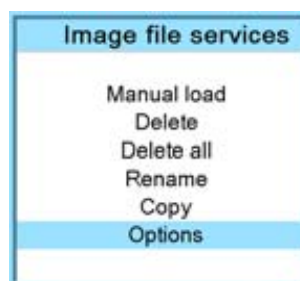 Image file services
Manual load
Delete
Delete all
Rename
Copy
Options